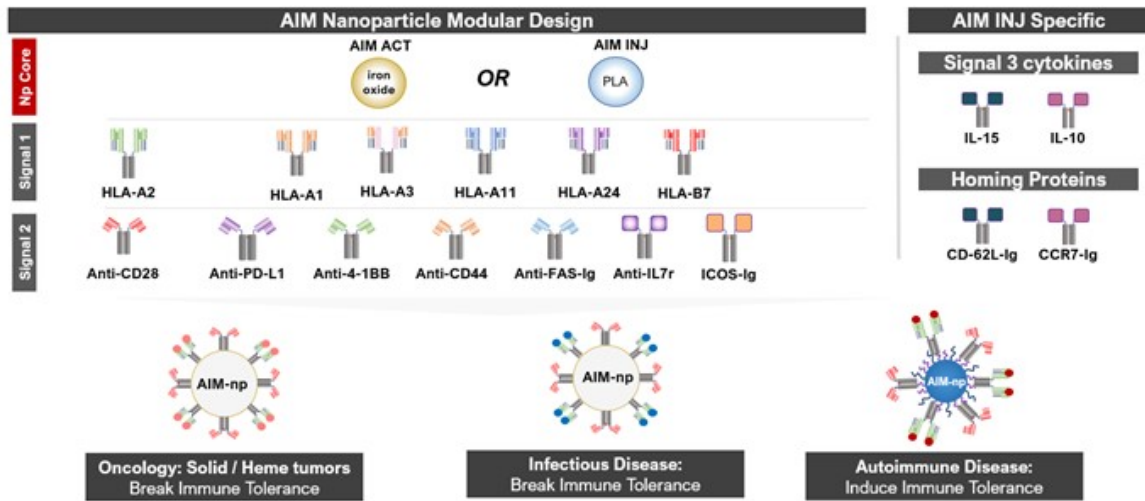 AIM Nanoparticle Modular Design
AIM INJ Specific
Np Core
AIM ACT
iron
oxide
OR
AIM INJ
PLA
Signal 1
HLA-A2
HLA-A1
HLA-A3
HLA-A11
HLA-A24
HLA-B7
Signal 2
Anti-CD28
Anti-PD-L1
Anti-4-1BB
Anti-CD44
Anti-FAS-Ig
Anti-IL7r
ICOS-Ig
Signal 3 cytokines
IL-15
IL-10
Homing Proteins
CD-62L-Ig
CCR7-Ig
AIM-np
AIM-np
AIM-np
Oncology: Solid / Heme tumors
Break Immune Tolerance
Infectious Disease:
Break Immune Tolerance
Autoimmune Disease:
Induce Immune Tolerance